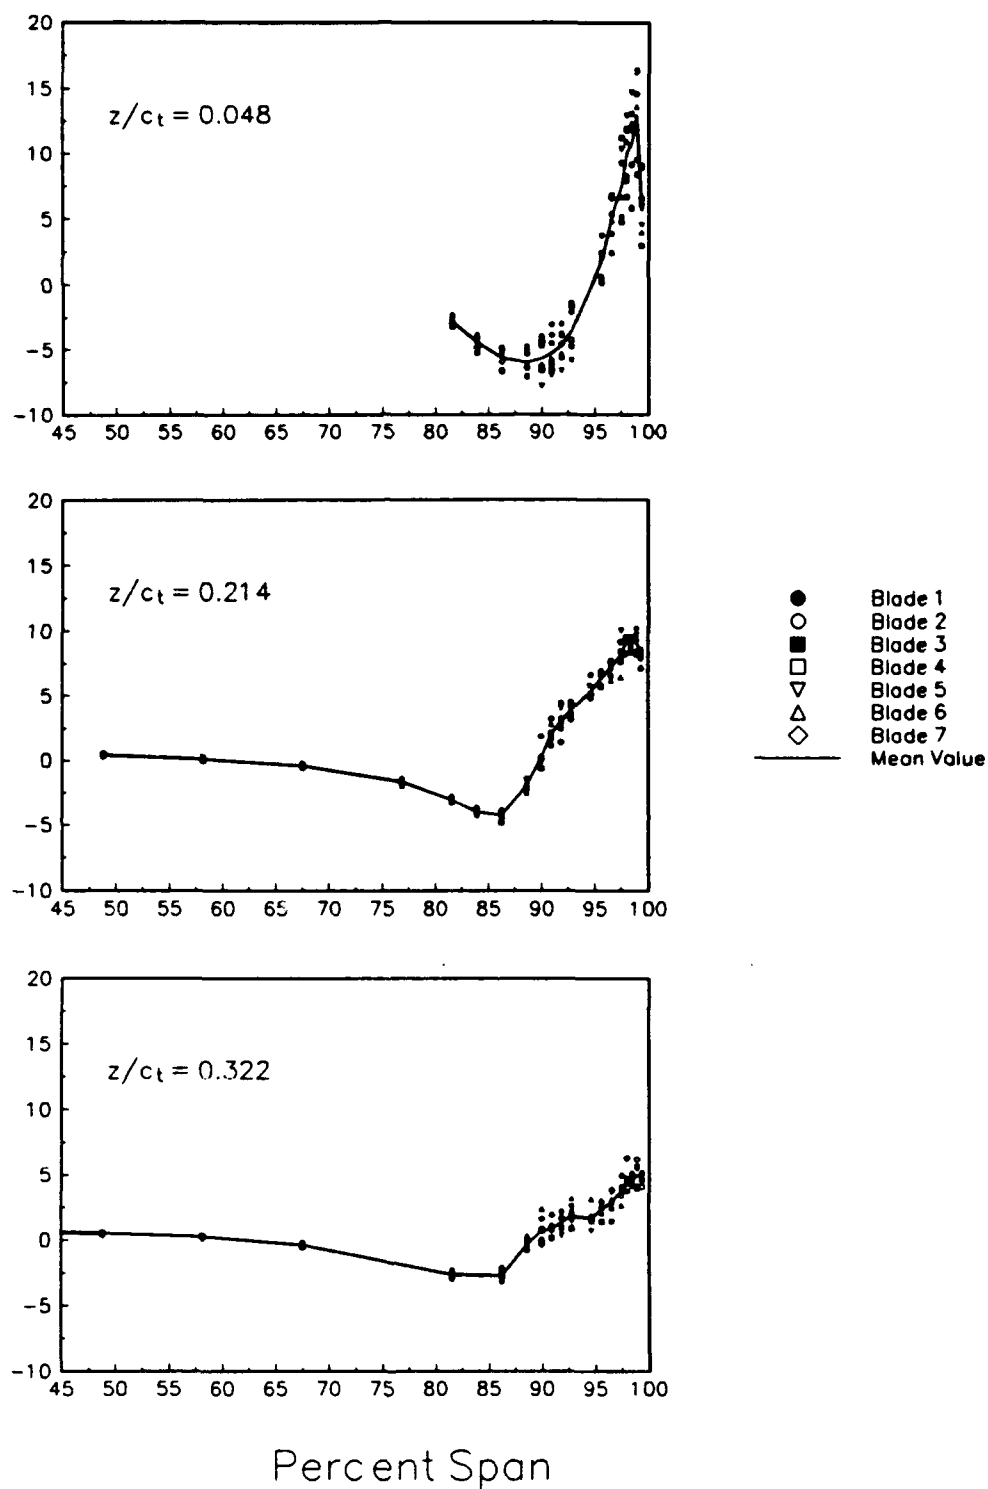 20
15
z/ct = 0.048
10
5
0
−5
−10
45 50 55 60 65 70 75 80 85 90 95 100
20
15
z/ct = 0.214
10
5
0
−5
−10
45 50 55 60 65 70 75 80 85 90 95 100
Blade 1
Blade 2
Blade 3
Blade 4
Blade 5
Blade 6
Blade 7
Mean Value
20
15
z/ct = 0.322
10
5
0
−5
−10
45 50 55 60 65 70 75 80 85 90 95 100
Percent Span